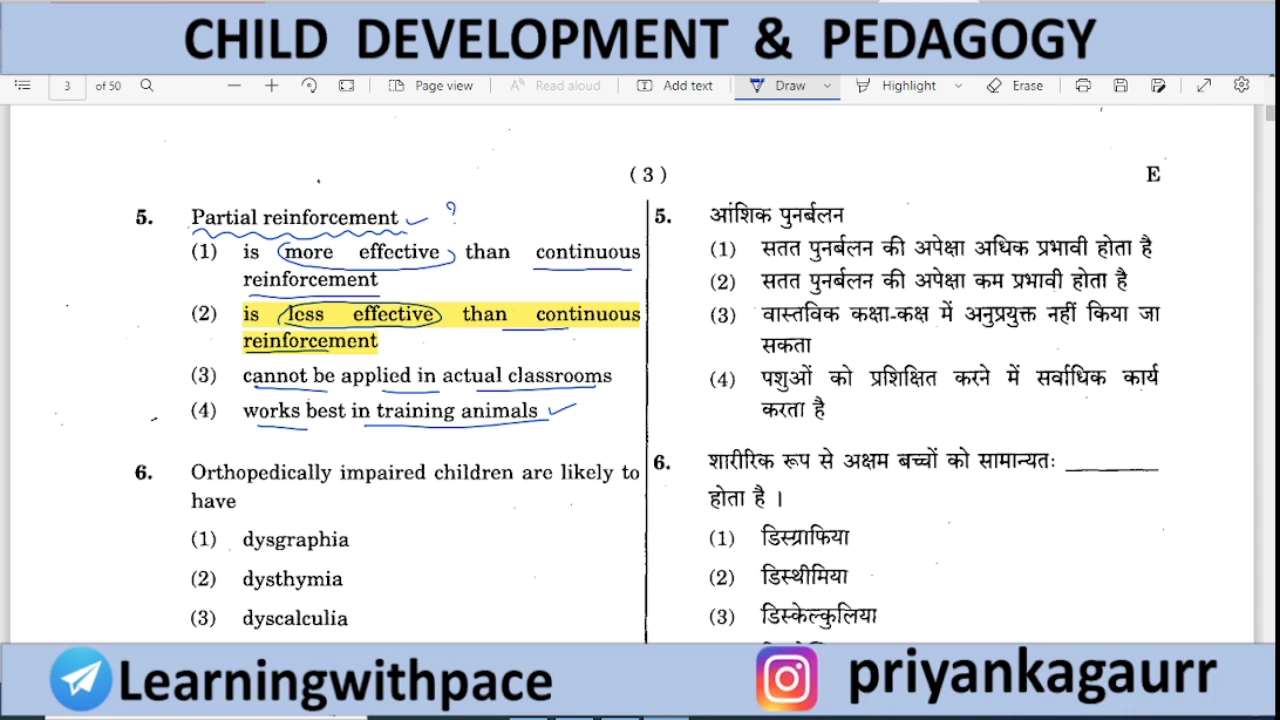 CHILD DEVELOPMENT & PEDAGOGY
3 of 50 Page view Read aloud Add text Draw Highlight Erase
( 3 ) E
5. Partial reinforcement ?
(1) is more effective than continuous
reinforcement
(2) is less effective than continuous
reinforcement
(3) cannot be applied in actual classrooms
(4) works best in training animals
6. Orthopedically impaired children are likely to
have
(1) dysgraphia
(2) dysthymia
(3) dyscalculia
5. आंशिक पुनर्बलन
(1) सतत पुनर्बलन की अपेक्षा अधिक प्रभावी होता है
(2) सतत पुनर्बलन की अपेक्षा कम प्रभावी होता है
(3) वास्तविक कक्षा-कक्ष में अनुप्रयुक्त नहीं किया जा
सकता
(4) पशुओं को प्रशिक्षित करने में सर्वाधिक कार्य
करता है
6. शारीरिक रूप से अक्षम बच्चों को सामान्यतः ________
होता है ।
(1) डिस्ग्राफिया
(2) डिस्थीमिया
(3) डिस्केल्कुलिया
Learningwithpace
priyankagaurr